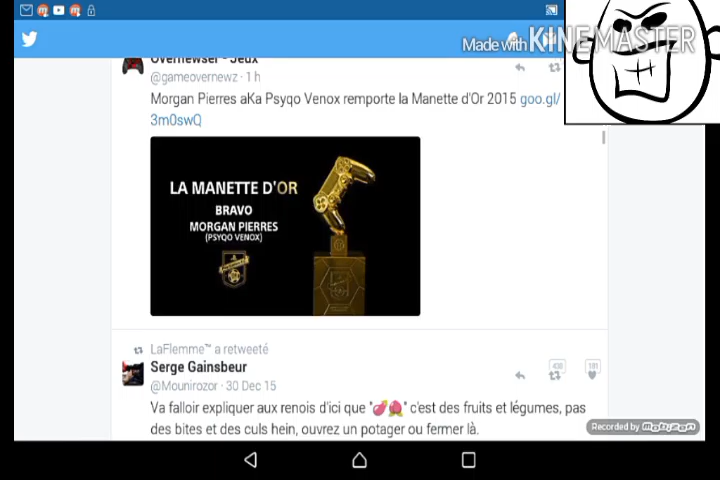 Made with KINEMASTER
Overnewser - Jeux
@gameovernewz · 1 h
Morgan Pierres aKa Psyqo Venox remporte la Manette d'Or 2015 goo.gl/
3m0swQ
LA MANETTE D'OR
BRAVO
MORGAN PIERRES
(PSYQO VENOX)
LaFlemme™ a retweeté
Serge Gainsbeur
@Mounirozor · 30 Dec 15
438
181
Va falloir expliquer aux renois d'ici que "🍆🍑" c'est des fruits et légumes, pas
des bites et des culs hein, ouvrez un potager ou fermer là.
Recorded by mobizen